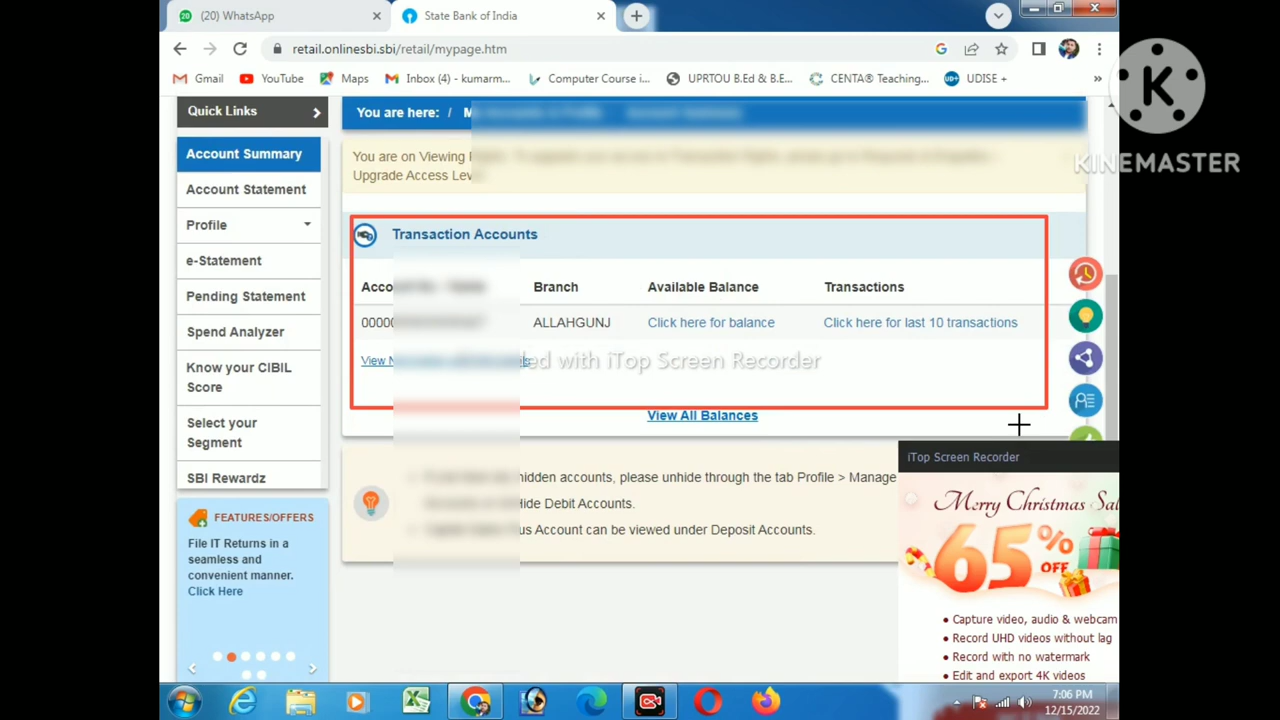 (20) WhatsApp
State Bank of India
retail.onlinesbi.sbi/retail/mypage.htm
Gmail
YouTube
Maps
Inbox (4) - kumarm...
Computer Course i...
UPRTOU B.Ed & B.E...
CENTA® Teaching...
UDISE +
»
K
KINEMASTER
Quick Links
Account Summary
Account Statement
Profile
e-Statement
Pending Statement
Spend Analyzer
Know your CIBIL
Score
Select your
Segment
SBI Rewardz
FEATURES/OFFERS
File IT Returns in a
seamless and
convenient manner.
Click Here
You are here: /
You are on Viewing
Upgrade Access
Transaction Accounts
Branch Available Balance Transactions
ALLAHGUNJ Click here for balance Click here for last 10 transactions
View
with iTop Screen Recorder
View All Balances
hidden accounts, please unhide through the tab Profile > Manage
Hide Debit Accounts.
Account can be viewed under Deposit Accounts.
iTop Screen Recorder
Merry Christmas
65% OFF
• Capture video, audio & webcam
• Record UHD videos without lag
• Record with no watermark
• Edit and export 4K videos
7:06 PM
12/15/2022